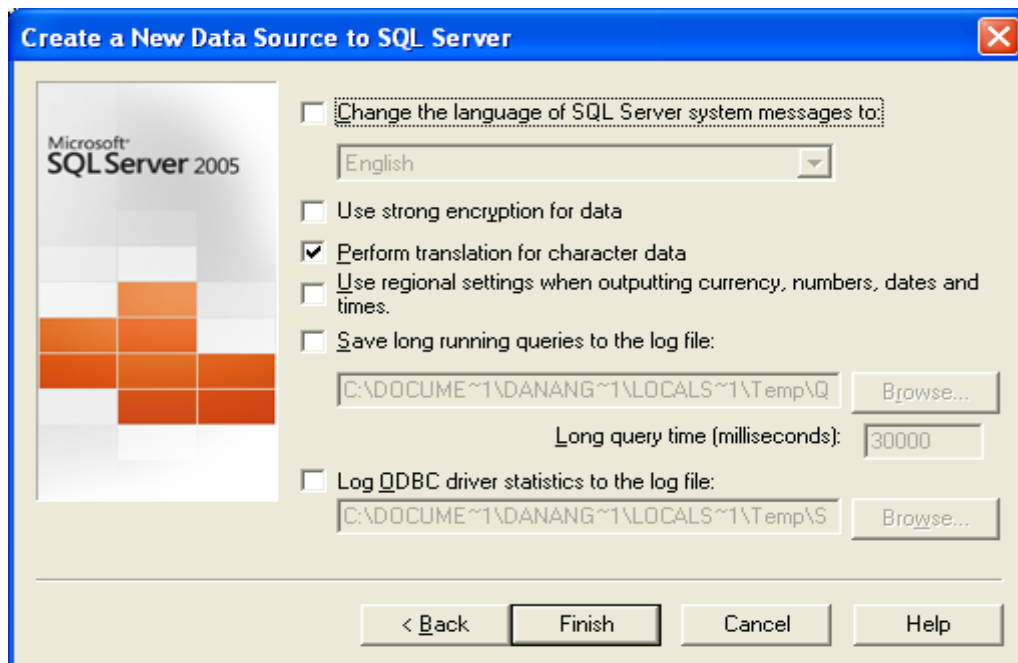 Create a New Data Source to SQL Server
Microsoft
SQL Server 2005
Change the language of SQL Server system messages to:
English
Use strong encryption for data
Perform translation for character data
Use regional settings when outputting currency, numbers, dates and
times.
Save long running queries to the log file:
C:\DOCUME~1\DANANG~1\LOCALS~1\Temp\Q
Browse...
Long query time (milliseconds):
30000
Log ODBC driver statistics to the log file:
C:\DOCUME~1\DANANG~1\LOCALS~1\Temp\S
Browse...
< Back
Finish
Cancel
Help